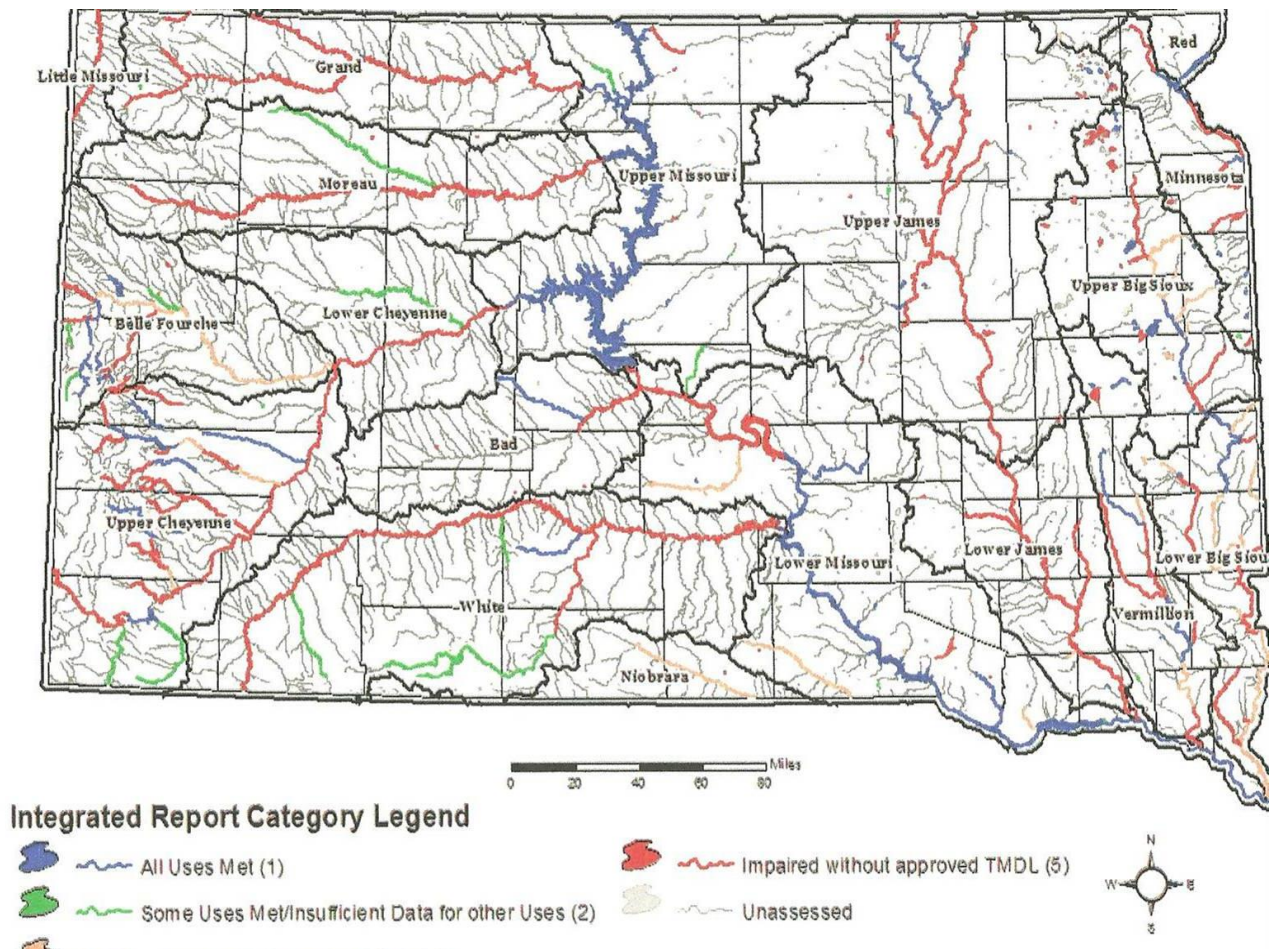 Red
Little Missouri
Grand
Upper Missouri
Minnesota
Moreau
Upper James
Upper Big Sioux
Lower Cheyenne
Belle Fourche
Bad
Upper Cheyenne
Lower James
Lower Missouri
Lower Big Siou
White
Vermillion
Niobrara
Miles
0 20 40 60 80
Integrated Report Category Legend
All Uses Met (1)
Impaired without approved TMDL (5)
Some Uses Met/Insufficient Data for other Uses (2)
Unassessed
N
W E
S